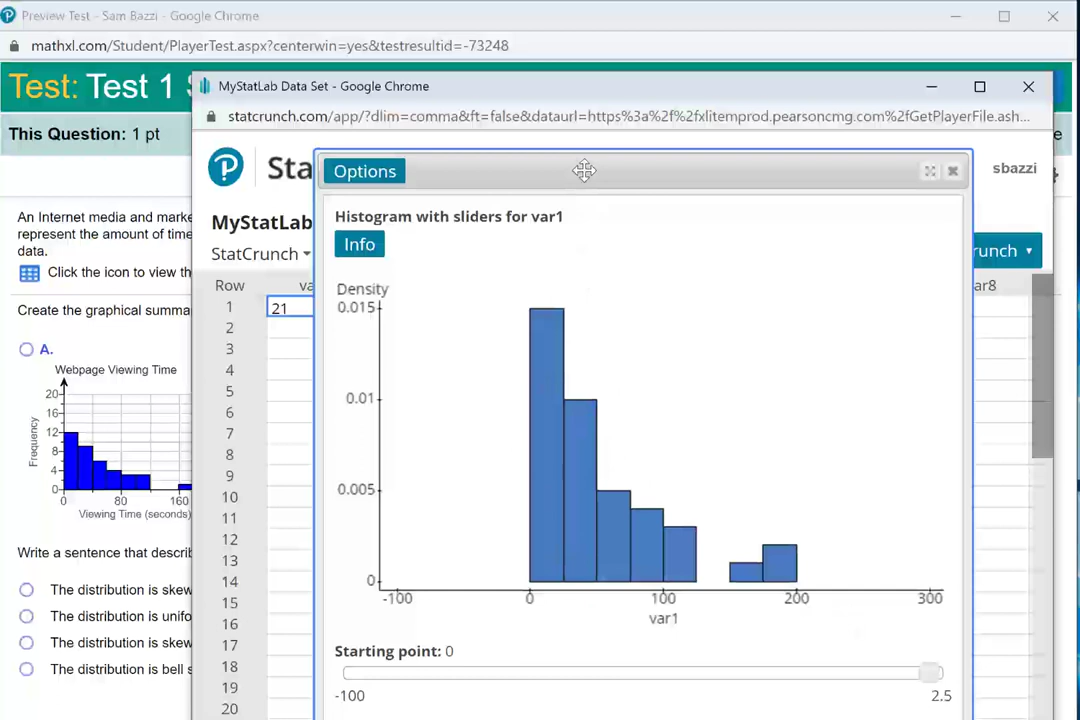 Preview Test - Sam Bazzi - Google Chrome
mathxl.com/Student/PlayerTest.aspx?centerwin=yes&testresultid=-73248
Test: Test 1
MyStatLab Data Set - Google Chrome
This Question: 1 pt
statcrunch.com/app/?dlim=comma&ft=false&dataurl=https%3a%2f%2fxlitemprod.pearsoncmg.com%2fGetPlayerFile.ash...
P
Sta
Options
sbazzi
An Internet media and marke
represent the amount of time
data.
Click the icon to view th
MyStatLab
StatCrunch
Histogram with sliders for var1
Info
runch
Row
va
ar8
Create the graphical summa
A.
Webpage Viewing Time
Frequency
20
16
12
8
4
0
0
80
160
Viewing Time (seconds)
Write a sentence that describ
The distribution is skew
The distribution is unifo
The distribution is skew
The distribution is bell s
1
21
2
3
4
5
6
7
8
9
10
11
12
13
14
15
16
17
18
19
20
Density
0.015
0.01
0.005
0
-100
0
100
200
300
var1
Starting point: 0
-100
2.5